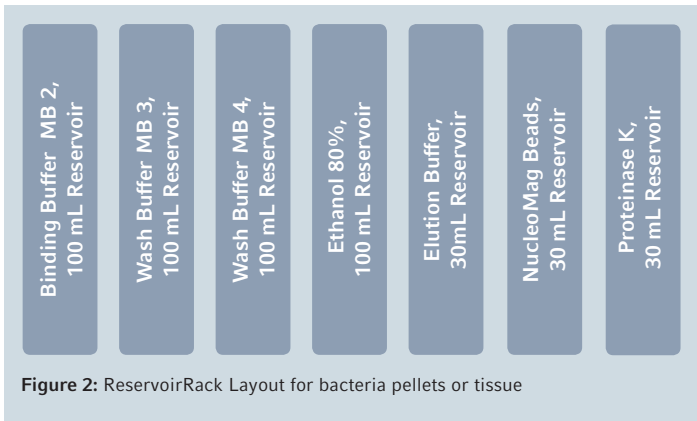 Binding Buffer MB 2,
100 mL Reservoir
Wash Buffer MB 3,
100 mL Reservoir
Wash Buffer MB 4,
100 mL Reservoir
Ethanol 80%,
100 mL Reservoir
Elution Buffer,
30mL Reservoir
NucleoMag Beads,
30 mL Reservoir
Proteinase K,
30 mL Reservoir
Figure 2: ReservoirRack Layout for bacteria pellets or tissue